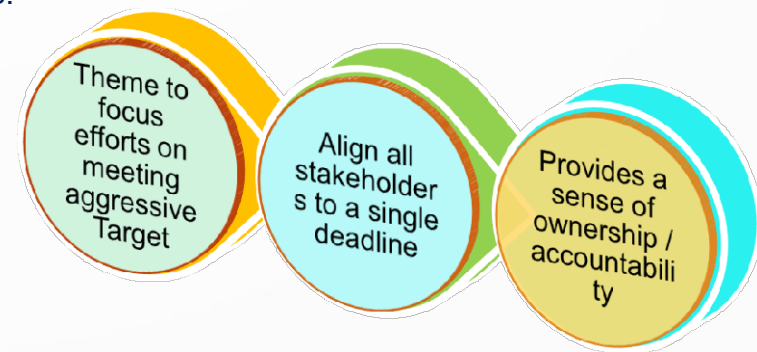 Theme to
focus
efforts on
meeting
aggressive
Target
Align all
stakeholder
s to a single
deadline
Provides a
sense of
ownership /
accountabili
ty